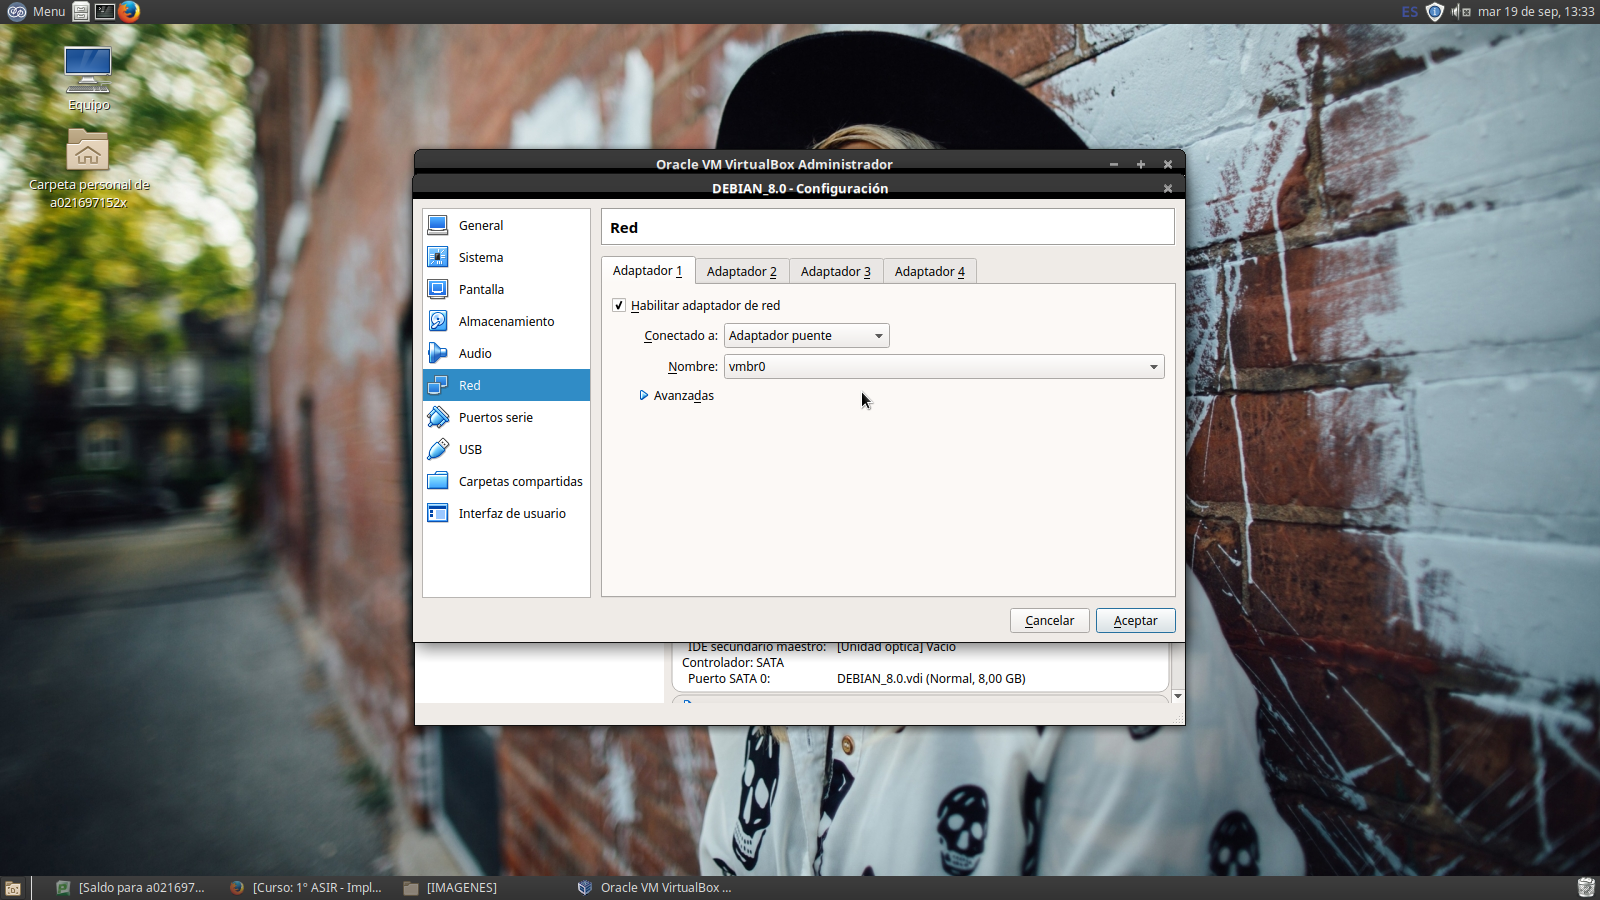 Menu
ES
mar 19 de sep, 13:33
Equipo
Carpeta personal de
a021697152x
Oracle VM VirtualBox Administrador
DEBIAN_8.0 - Configuración
General
Sistema
Pantalla
Almacenamiento
Audio
Red
Puertos serie
USB
Carpetas compartidas
Interfaz de usuario
Red
Adaptador 1
Adaptador 2
Adaptador 3
Adaptador 4
Habilitar adaptador de red
Conectado a: Adaptador puente
Nombre: vmbr0
Avanzadas
Cancelar
Aceptar
IDE secundario maestro: [Unidad óptica] Vacío
Controlador: SATA
Puerto SATA 0: DEBIAN_8.0.vdi (Normal, 8,00 GB)
[Saldo para a021697...
[Curso: 1º ASIR - Impl...
[IMAGENES]
Oracle VM VirtualBox ...